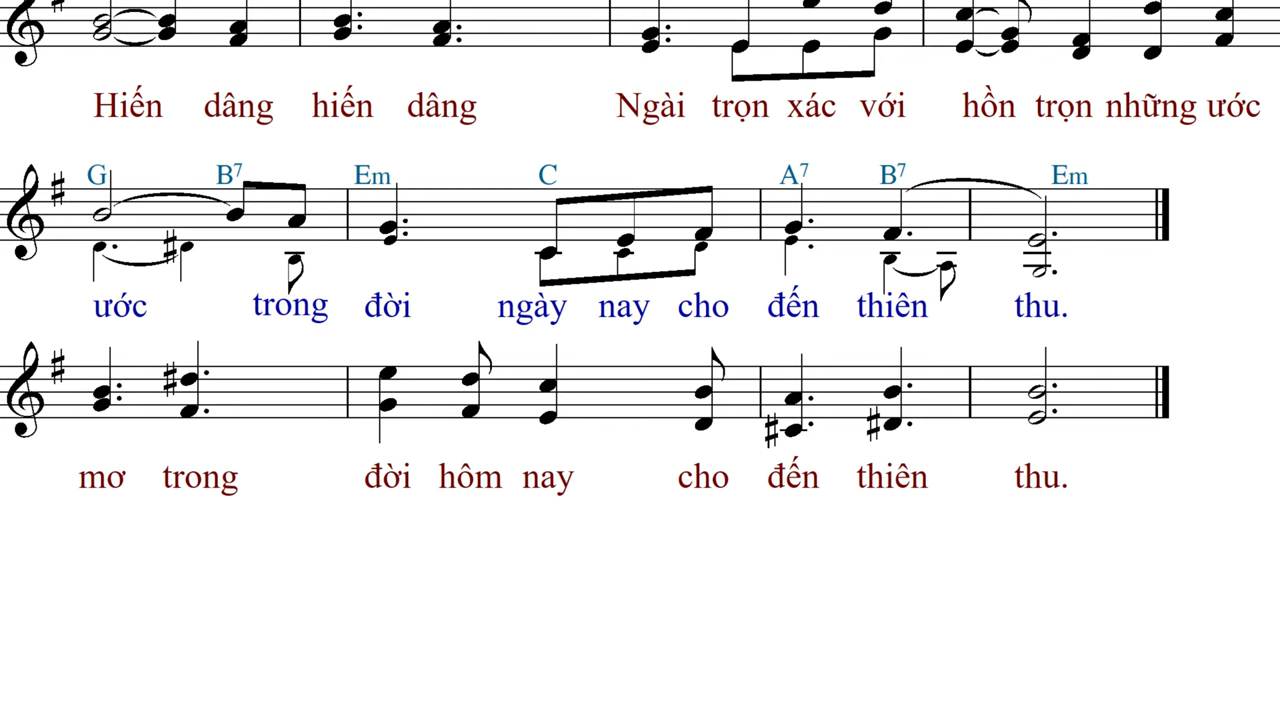 Hiến dâng hiến dâng Ngài trọn xác với hồn trọn những ước
G B7 Em C A7 B7 Em
ước trong đời ngày nay cho đến thiên thu.
mơ trong đời hôm nay cho đến thiên thu.